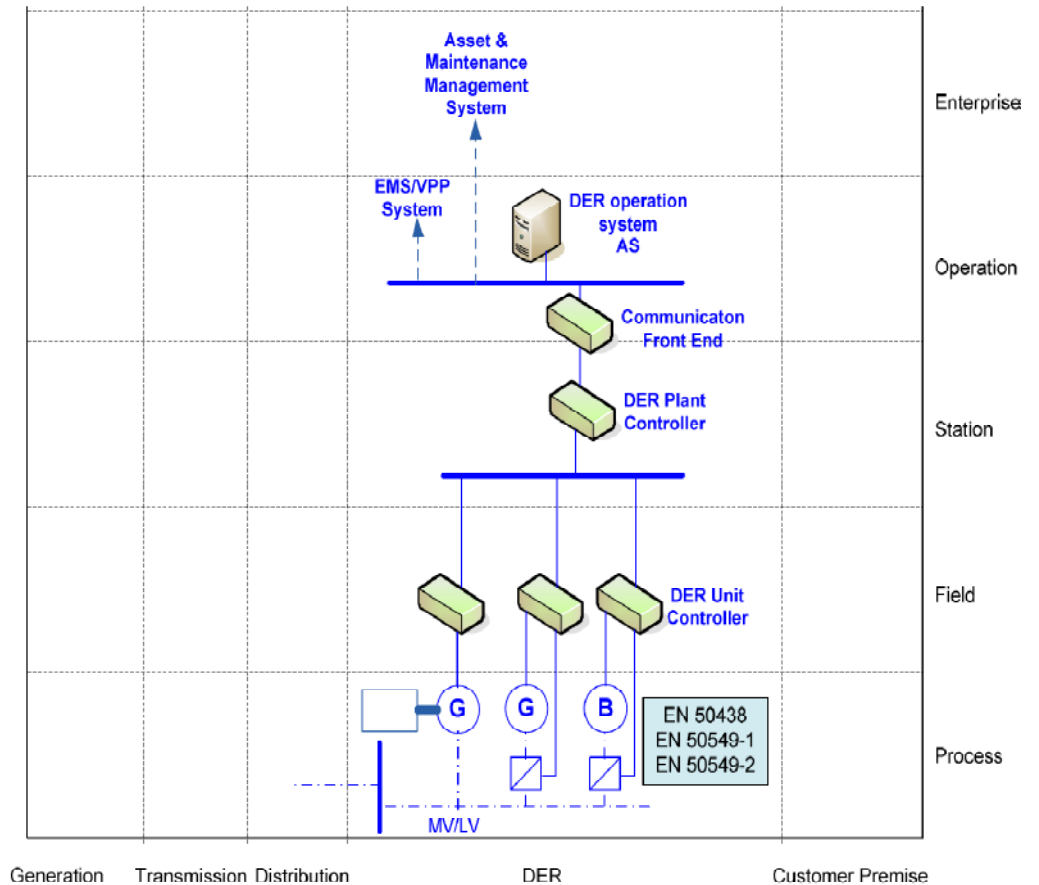 Asset &
Maintenance
Management
System
Enterprise
EMS/VPP
System
DER operation
system
AS
Operation
Communicaton
Front End
DER Plant
Controller
Station
DER Unit
Controller
Field
G
G
B
EN 50438
EN 50549-1
EN 50549-2
Process
MV/LV
Generation
Transmission
Distribution
DER
Customer Premise